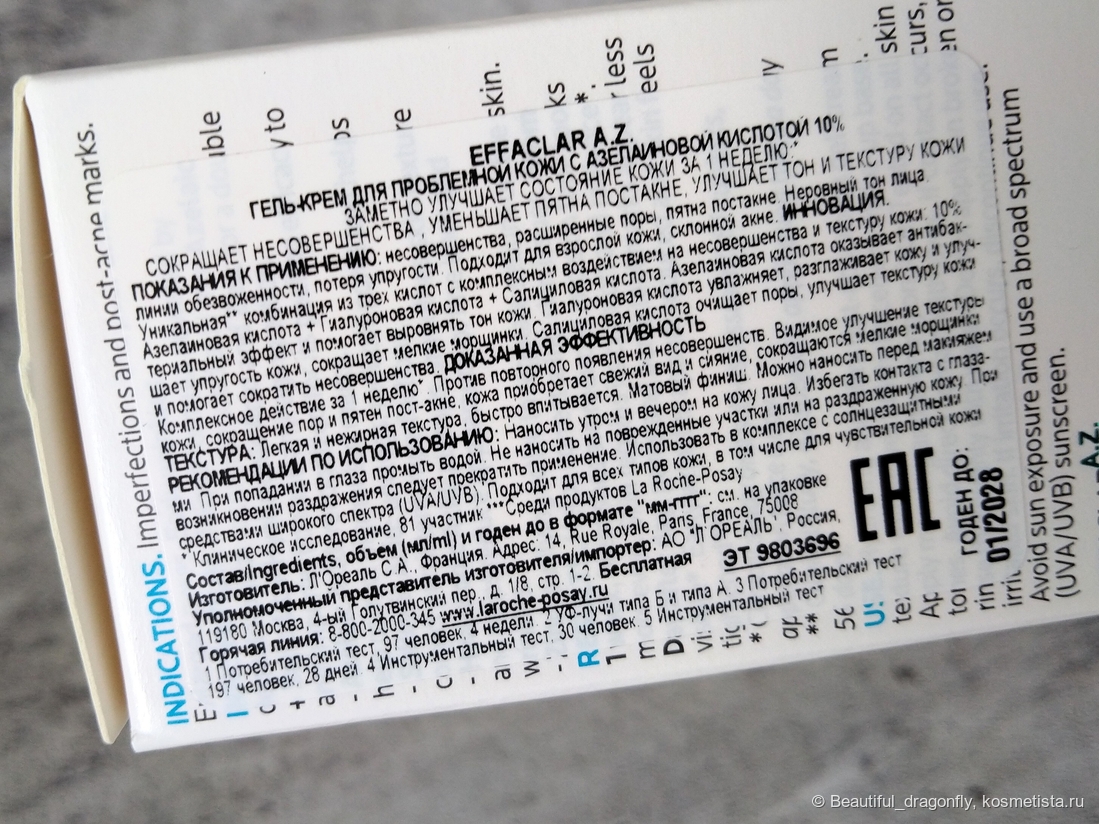 EFFACLAR A.Z.
ГЕЛЬ-КРЕМ ДЛЯ ПРОБЛЕМНОЙ КОЖИ С АЗЕЛАИНОВОЙ КИСЛОТОЙ 10%
ЗАМЕТНО УЛУЧШАЕТ СОСТОЯНИЕ КОЖИ ЗА 1 НЕДЕЛЮ:*
СОКРАЩАЕТ НЕСОВЕРШЕНСТВА , УМЕНЬШАЕТ ПЯТНА ПОСТАКНЕ, УЛУЧШАЕТ ТОН И ТЕКСТУРУ КОЖИ
ПОКАЗАНИЯ К ПРИМЕНЕНИЮ: несовершенства, расширенные поры, пятна постакне. Неровный тон лица
линии обезвоженности, потеря упругости. Подходит для взрослой кожи, склонной акне. ИННОВАЦИЯ.
Уникальная** комбинация из трех кислот с комплексным воздействием на несовершенства и текстуру кожи: 10%
Азелаиновая кислота + Гиалуроновая кислота + Салициловая кислота. Азелаиновая кислота оказывает антибак-
териальный эффект и помогает выровнять тон кожи. Гиалуроновая кислота увлажняет, разглаживает кожу и улуч-
шает упругость кожи, сокращает мелкие морщинки. Салициловая кислота очищает поры, улучшает текстуру кожи
и помогает сократить несовершенства. ДОКАЗАННАЯ ЭФФЕКТИВНОСТЬ
Комплексное действие за 1 неделю*. Против повторного появления несовершенств. Видимое улучшение текстуры
кожи, сокращение пор и пятен пост-акне, кожа приобретает свежий вид и сияние, сокращаются мелкие морщинки
ТЕКСТУРА: Легкая и нежирная текстура, быстро впитывается. Матовый финиш. Можно наносить перед макияжем
РЕКОМЕНДАЦИИ ПО ИСПОЛЬЗОВАНИЮ: Наносить утром и вечером на кожу лица. Избегать контакта с глаза-
ми При попадании в глаза промыть водой. Не наносить на поврежденные участки или на раздраженную кожу. При
возникновении раздражения следует прекратить применение. Использовать в комплексе с солнцезащитными
средствами широкого спектра (UVA/UVB). Подходит для всех типов кожи, в том числе для чувствительной кожи
*Клиническое исследование, 81 участник **Среди продуктов La Roche-Posay
Состав/Ingredients, объем (мл/ml) и годен до в формате "мм-гггг": см. на упаковке
Изготовитель: Л'Ореаль С.А., Франция. Адрес: 14, Rue Royale, Paris, France, 75008
Уполномоченный представитель изготовителя/импортер: АО "Л'ОРЕАЛЬ", Россия,
119180 Москва, 4-ый Голутвинский пер., д. 1/8, стр. 1-2. Бесплатная
Горячая линия: 8-800-2000-345 www.laroche-posay.ru
ЭТ 9803696
1 Потребительский тест, 97 человек, 4 недели. 2 УФ-лучи типа Б и типа А. 3 Потребительский тест
197 человек, 28 дней. 4 Инструментальный тест, 30 человек. 5 Инструментальный тест
EAC
ГОДЕН ДО:
01/2028
INDICATIONS. Imperfections and post-acne marks.
Avoid sun exposure and use a broad spectrum
(UVA/UVB) sunscreen.
© Beautiful_dragonfly, kosmetista.ru